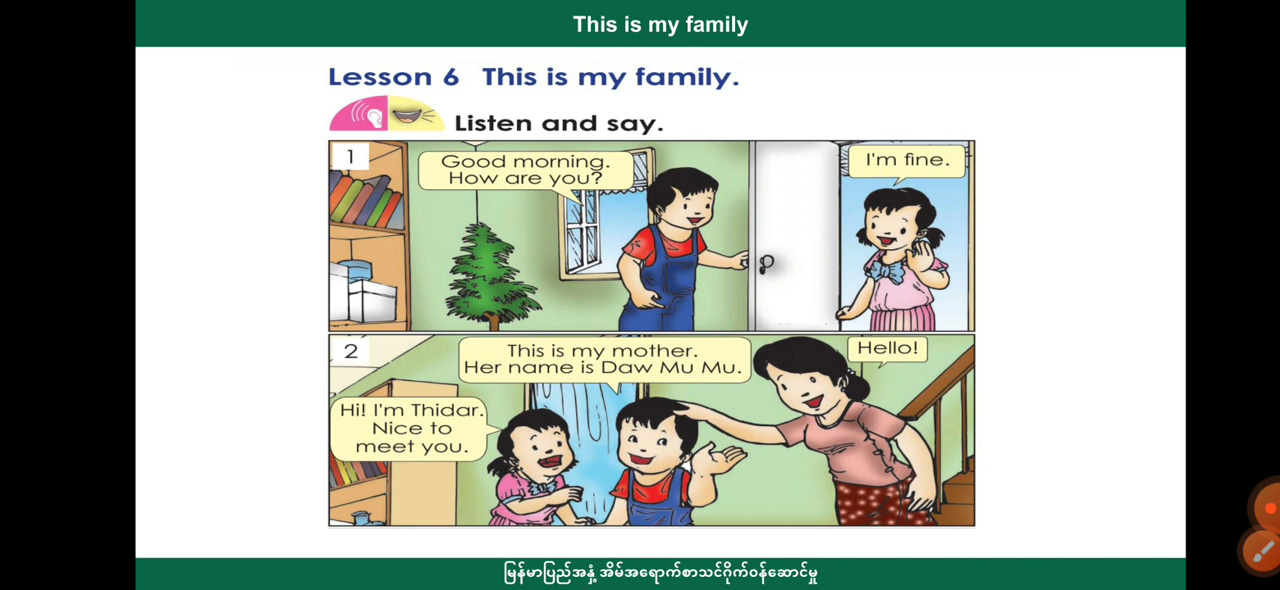 This is my family
Lesson 6 This is my family.
Listen and say.
1
Good morning.
How are you?
I'm fine.
2
This is my mother.
Her name is Daw Mu Mu.
Hello!
Hi! I'm Thidar.
Nice to
meet you.
မြန်မာပြည်အနှံ့ အိမ်အရောက်စာသင်ဂိုက်ဝန်ဆောင်မှု